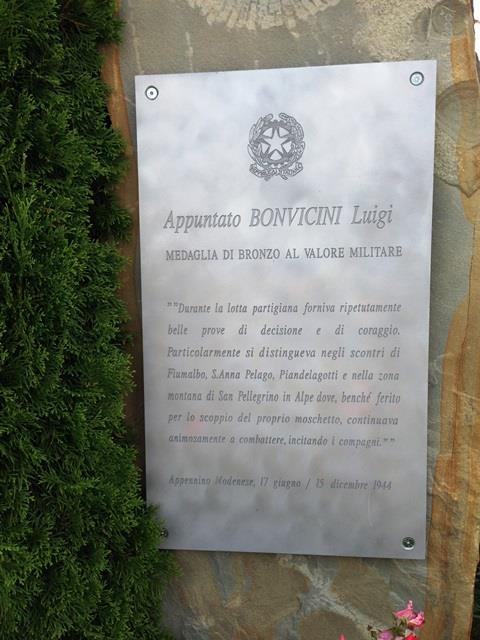 REPVBBLICA ITALIANA
Appuntato BONVICINI Luigi
MEDAGLIA DI BRONZO AL VALORE MILITARE
""Durante la lotta partigiana forniva ripetutamente
belle prove di decisione e di coraggio.
Particolarmente si distingueva negli scontri di
Fiumalbo, S.Anna Pelago, Piandelagotti e nella zona
montana di San Pellegrino in Alpe dove, benché ferito
per lo scoppio del proprio moschetto, continuava
animosamente a combattere, incitando i compagni.""
Appennino Modenese, 17 giugno / 15 dicembre 1944